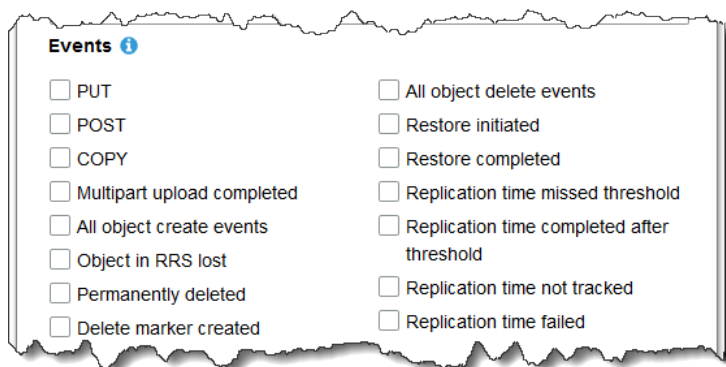 Events
PUT
POST
COPY
Multipart upload completed
All object create events
Object in RRS lost
Permanently deleted
Delete marker created
All object delete events
Restore initiated
Restore completed
Replication time missed threshold
Replication time completed after
threshold
Replication time not tracked
Replication time failed